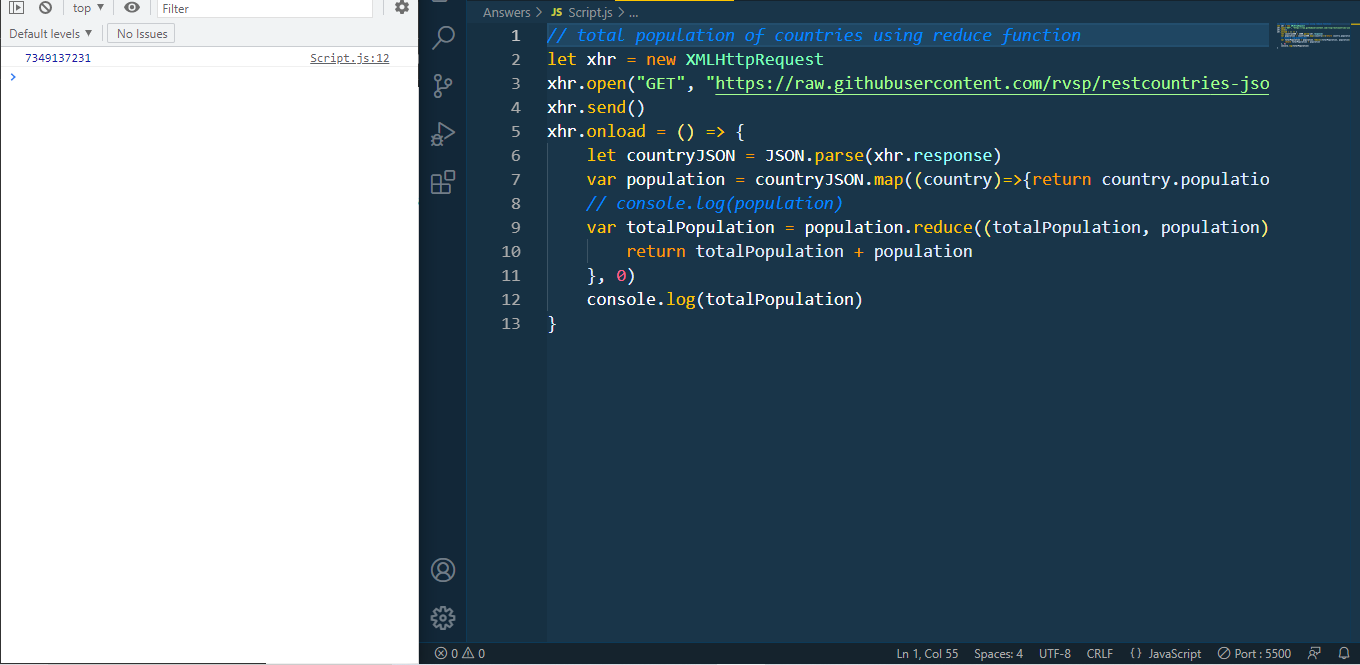 top ▼
Filter
Default levels ▼
No Issues
7349137231
Script.js:12
>
Answers > JS Script.js > ...
1 // total population of countries using reduce function
2 let xhr = new XMLHttpRequest
3 xhr.open("GET", "https://raw.githubusercontent.com/rvsp/restcountries-jso
4 xhr.send()
5 xhr.onload = () => {
6 let countryJSON = JSON.parse(xhr.response)
7 var population = countryJSON.map((country)=>{return country.populatio
8 // console.log(population)
9 var totalPopulation = population.reduce((totalPopulation, population)
10 return totalPopulation + population
11 }, 0)
12 console.log(totalPopulation)
13 }
0 0
Ln 1, Col 55
Spaces: 4
UTF-8
CRLF
{ } JavaScript
Port : 5500